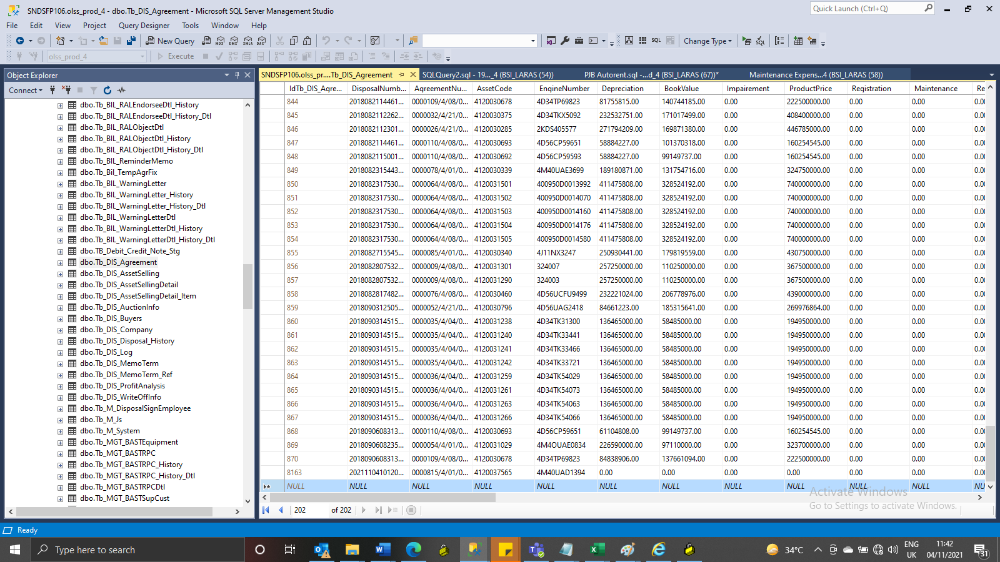 SNDSFP106.olss_prod_4 - dbo.Tb_DIS_Agreement - Microsoft SQL Server Management Studio
Quick Launch (Ctrl+Q)
File Edit View Project Query Designer Tools Window Help
New Query MDX DMX XMLA DAX SQL Change Type
olss_prod_4 Execute
Object Explorer
Connect
dbo.Tb_BIL_RALEndorseeDtl_History
dbo.Tb_BIL_RALEndorseeDtl_History_Dtl
dbo.Tb_BIL_RALObjectDtl
dbo.Tb_BIL_RALObjectDtl_History
dbo.Tb_BIL_RALObjectDtl_History_Dtl
dbo.Tb_BIL_ReminderMemo
dbo.Tb_Bil_TempAgrFix
dbo.Tb_BIL_WarningLetter
dbo.Tb_BIL_WarningLetter_History
dbo.Tb_BIL_WarningLetter_History_Dtl
dbo.Tb_BIL_WarningLetterDtl
dbo.Tb_BIL_WarningLetterDtl_History
dbo.Tb_BIL_WarningLetterDtl_History_Dtl
dbo.TB_Debit_Credit_Note_Stg
dbo.Tb_DIS_Agreement
dbo.Tb_DIS_AssetSelling
dbo.Tb_DIS_AssetSellingDetail
dbo.Tb_DIS_AssetSellingDetail_Item
dbo.Tb_DIS_AuctionInfo
dbo.Tb_DIS_Buyers
dbo.Tb_DIS_Company
dbo.Tb_DIS_Disposal_History
dbo.Tb_DIS_Log
dbo.Tb_DIS_MemoTerm
dbo.Tb_DIS_MemoTerm_Ref
dbo.Tb_DIS_ProfitAnalysis
dbo.Tb_DIS_WriteOffInfo
dbo.Tb_M_DisposalSignEmployee
dbo.Tb_M_Js
dbo.Tb_M_System
dbo.Tb_MGT_BASTEquipment
dbo.Tb_MGT_BASTRPC
dbo.Tb_MGT_BASTRPC_History
dbo.Tb_MGT_BASTRPC_History_Dtl
dbo.Tb_MGT_BASTRPCDtl
dbo.Tb_MGT_BASTSupCust
SNDSFP106.olss_pr....Tb_DIS_Agreement SQLQuery2.sql - 19..._4 (BSI_LARAS (54)) PJB Autorent.sql -...d_4 (BSI_LARAS (67))* Maintenance Expens...4 (BSI_LARAS (58))
IdTb_DIS_Agre... DisposalNumb... AgreementNu... AssetCode EngineNumber Depreciation BookValue Impairement ProductPrice Registration Maintenance Re
844 2018082114461... 0000109/4/08/0... 4120030678 4D34TP69823 81755815.00 140744185.00 0.00 222500000.00 0.00 0.00 0.00
845 2018082112262... 0000032/4/21/0... 4120030375 4D34TKX5092 232532751.00 171017499.00 0.00 408400000.00 0.00 0.00 0.00
846 2018082112301... 0000026/4/21/0... 4120030285 2KDS405577 271794209.00 169871380.00 0.00 446785000.00 0.00 0.00 0.00
847 2018082114461... 0000110/4/08/0... 4120030693 4D56CP59651 58884227.00 101370318.00 0.00 160254545.00 0.00 0.00 0.00
848 2018082115001... 0000110/4/08/0... 4120030692 4D56CP59593 58884227.00 99149737.00 0.00 160254545.00 0.00 0.00 0.00
849 2018082315443... 0000078/4/01/0... 4120030339 4M40UAE3699 189180871.00 131754716.00 0.00 324750000.00 0.00 0.00 0.00
850 2018082317530... 0000064/4/08/0... 4120031501 400950D0013992 411475808.00 328524192.00 0.00 740000000.00 0.00 0.00 0.00
851 2018082317530... 0000064/4/08/0... 4120031502 400950D0014070 411475808.00 328524192.00 0.00 740000000.00 0.00 0.00 0.00
852 2018082317530... 0000064/4/08/0... 4120031503 400950D0014160 411475808.00 328524192.00 0.00 740000000.00 0.00 0.00 0.00
853 2018082317530... 0000064/4/08/0... 4120031504 400950D0014176 411475808.00 328524192.00 0.00 740000000.00 0.00 0.00 0.00
854 2018082317530... 0000064/4/08/0... 4120031505 400950D0014580 411475808.00 328524192.00 0.00 740000000.00 0.00 0.00 0.00
855 2018082715545... 0000085/4/01/0... 4120030340 4J11NX3247 250930441.00 179819559.00 0.00 430750000.00 0.00 0.00 0.00
856 2018082807532... 0000009/4/08/0... 4120031301 324007 257250000.00 110250000.00 0.00 367500000.00 0.00 0.00 0.00
857 2018082807532... 0000009/4/08/0... 4120031290 324003 257250000.00 110250000.00 0.00 367500000.00 0.00 0.00 0.00
858 2018082817482... 0000076/4/08/0... 4120030460 4D56UCFU9499 232221024.00 206778976.00 0.00 439000000.00 0.00 0.00 0.00
859 2018090312505... 0000052/4/21/0... 4120030796 4D56UAG2418 84661223.00 185315641.00 0.00 269976864.00 0.00 0.00 0.00
860 2018090314515... 0000035/4/04/0... 4120031238 4D34TK31300 136465000.00 58485000.00 0.00 194950000.00 0.00 0.00 0.00
861 2018090314515... 0000035/4/04/0... 4120031240 4D34TK33441 136465000.00 58485000.00 0.00 194950000.00 0.00 0.00 0.00
862 2018090314515... 0000035/4/04/0... 4120031241 4D34TK33466 136465000.00 58485000.00 0.00 194950000.00 0.00 0.00 0.00
863 2018090314515... 0000035/4/04/0... 4120031242 4D34TK33721 136465000.00 58485000.00 0.00 194950000.00 0.00 0.00 0.00
864 2018090314515... 0000036/4/04/0... 4120031259 4D34TK54029 136465000.00 58485000.00 0.00 194950000.00 0.00 0.00 0.00
865 2018090314515... 0000036/4/04/0... 4120031261 4D34TK54073 136465000.00 58485000.00 0.00 194950000.00 0.00 0.00 0.00
866 2018090314515... 0000036/4/04/0... 4120031263 4D34TK54063 136465000.00 58485000.00 0.00 194950000.00 0.00 0.00 0.00
867 2018090314515... 0000036/4/04/0... 4120031266 4D34TK54066 136465000.00 58485000.00 0.00 194950000.00 0.00 0.00 0.00
868 2018090608313... 0000110/4/08/0... 4120030693 4D56CP59651 61104808.00 99149737.00 0.00 160254545.00 0.00 0.00 0.00
869 2018090608235... 0000054/4/01/0... 4120031029 4M4OUAE0834 226590000.00 97110000.00 0.00 323700000.00 0.00 0.00 0.00
870 2018090608313... 0000109/4/08/0... 4120030678 4D34TP69823 84838906.00 137661094.00 0.00 222500000.00 0.00 0.00 0.00
8163 2021110410120... 0000815/4/01/0... 4120037565 4M40UAD1394 0.00 0.00 0.00 0.00 0.00 0.00 0.00
NULL NULL NULL NULL NULL NULL NULL NULL NULL NULL NULL NU
Activate Windows
Go to Settings to activate Windows.
202 of 202
Ready
Type here to search
34°C ENG UK 11:42 04/11/2021 31